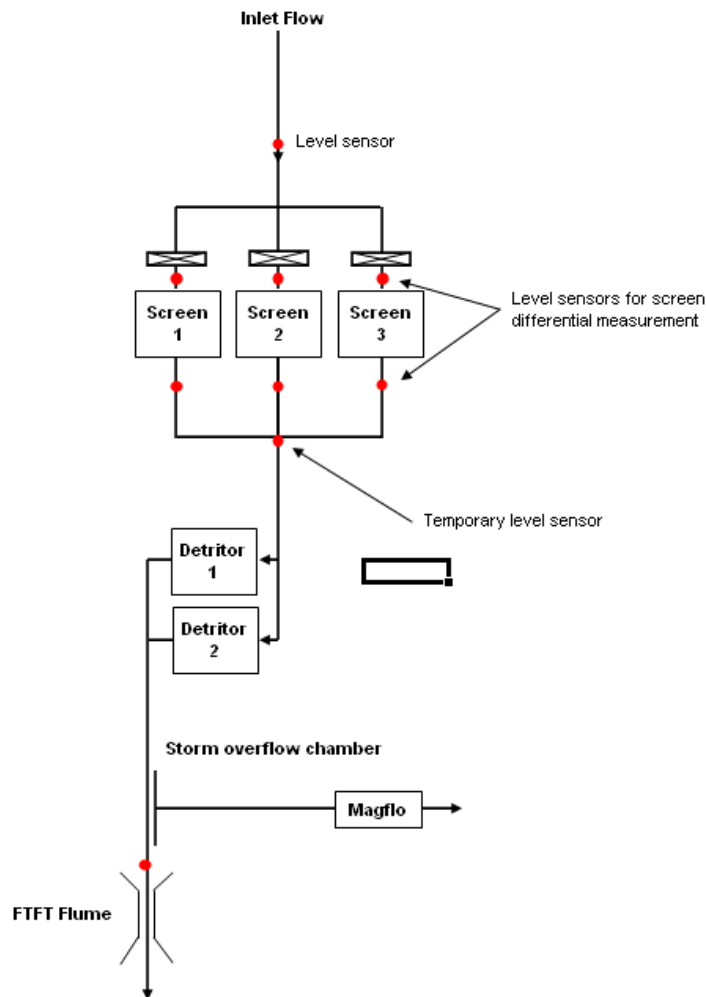 Inlet Flow
Level sensor
Screen
1
Screen
2
Screen
3
Level sensors for screen
differential measurement
Temporary level sensor
Detritor
1
Detritor
2
Storm overflow chamber
Magflo
FTFT Flume